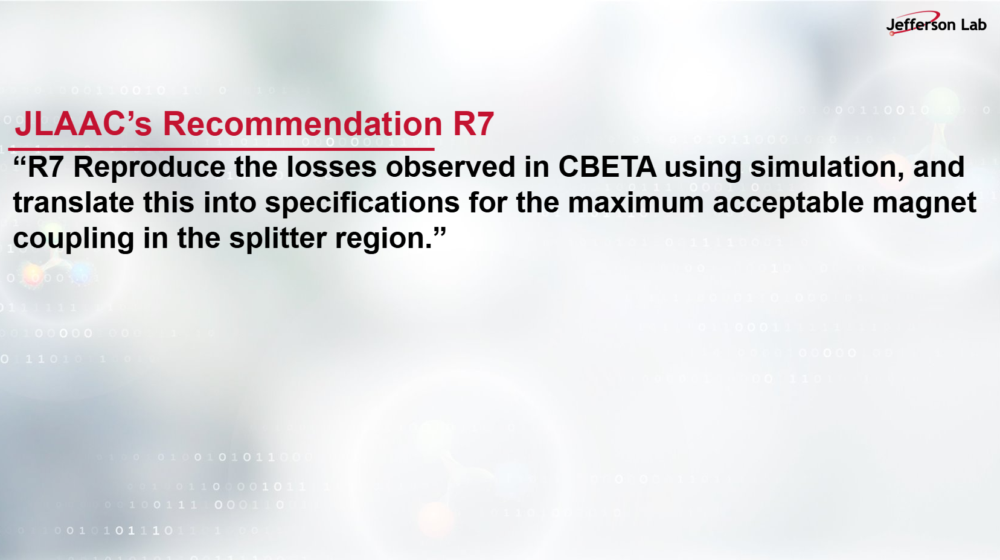 Jefferson Lab
JLAAC’s Recommendation R7
“R7 Reproduce the losses observed in CBETA using simulation, and
translate this into specifications for the maximum acceptable magnet
coupling in the splitter region.”